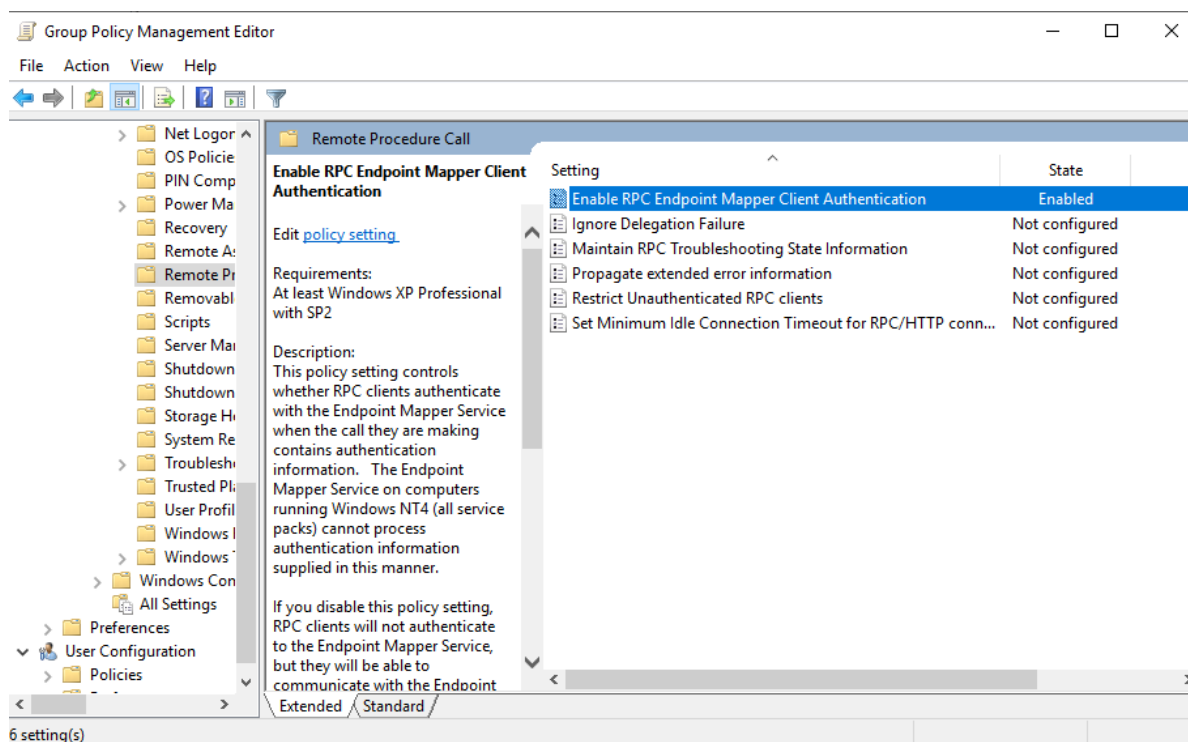 Group Policy Management Editor
File Action View Help
Net Logor
OS Policie
PIN Comp
Power Ma
Recovery
Remote A
Remote Pr
Removabl
Scripts
Server Mar
Shutdown
Shutdown
Storage H
System Re
Troublesh
Trusted Pl
User Profil
Windows
Windows
Windows Con
All Settings
Preferences
User Configuration
Policies
Remote Procedure Call
Enable RPC Endpoint Mapper Client
Authentication
Edit policy setting
Requirements:
At least Windows XP Professional
with SP2
Description:
This policy setting controls
whether RPC clients authenticate
with the Endpoint Mapper Service
when the call they are making
contains authentication
information. The Endpoint
Mapper Service on computers
running Windows NT4 (all service
packs) cannot process
authentication information
supplied in this manner.
If you disable this policy setting,
RPC clients will not authenticate
to the Endpoint Mapper Service,
but they will be able to
communicate with the Endpoint
Setting State
Enable RPC Endpoint Mapper Client Authentication Enabled
Ignore Delegation Failure Not configured
Maintain RPC Troubleshooting State Information Not configured
Propagate extended error information Not configured
Restrict Unauthenticated RPC clients Not configured
Set Minimum Idle Connection Timeout for RPC/HTTP conn... Not configured
Extended Standard
6 setting(s)